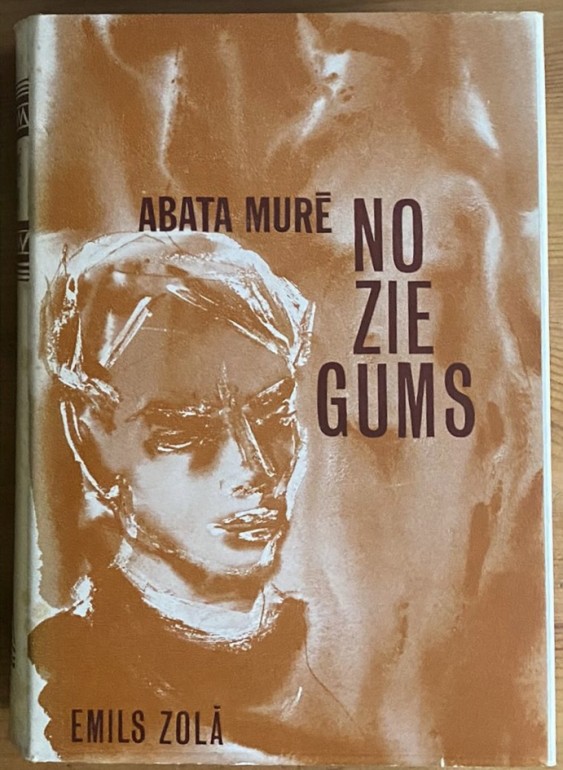 ABATA MURĒ
NO
ZIE
GUMS
EMILS ZOLĀ